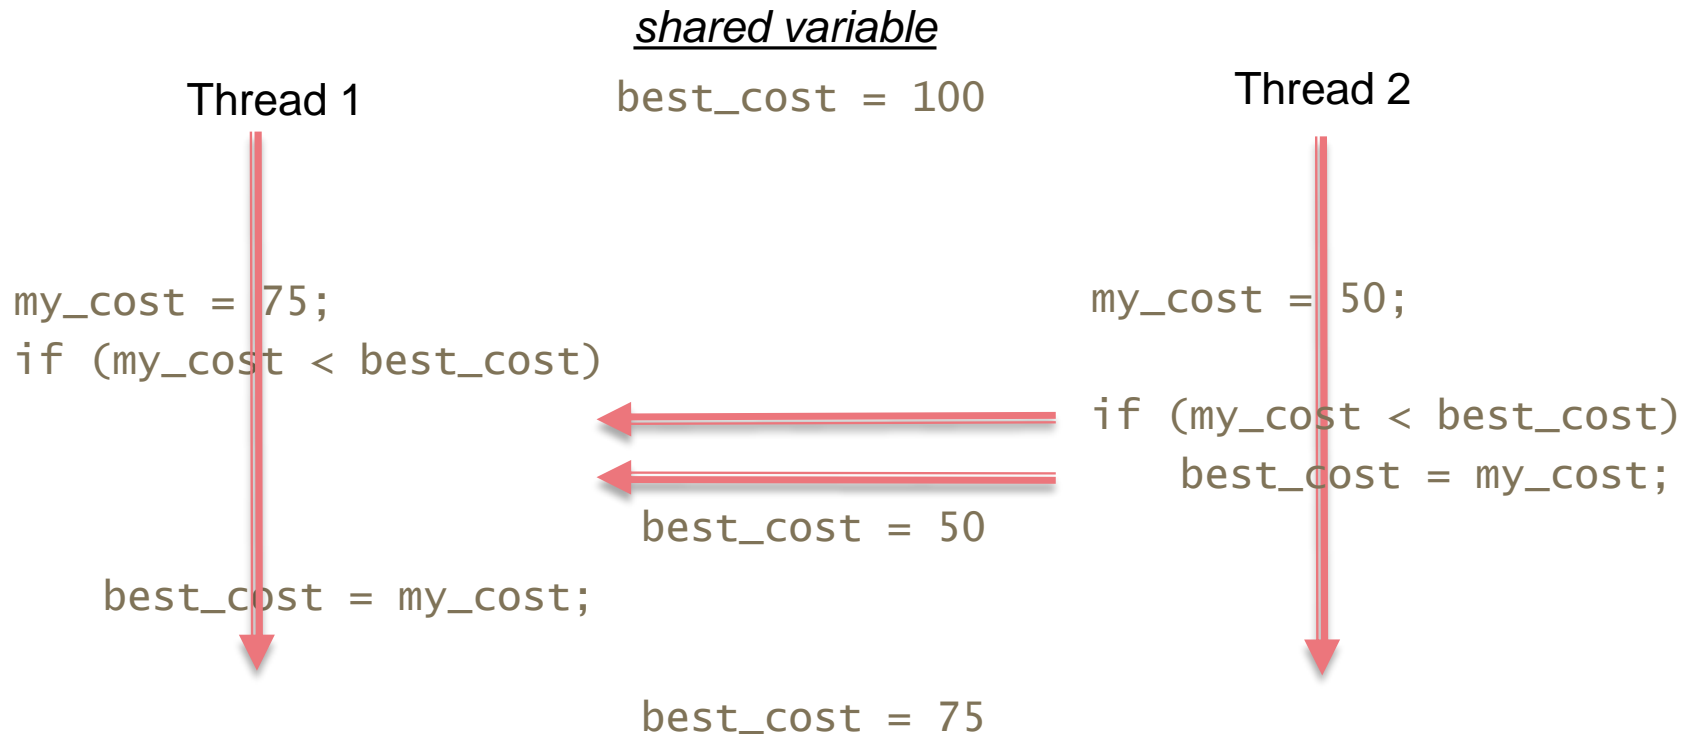 shared variable
Thread 1
best_cost = 100
Thread 2
my_cost = 75;
my_cost = 50;
if (my_cost < best_cost)
if (my_cost < best_cost)
best_cost = my_cost;
best_cost = 50
best_cost = my_cost;
best_cost = 75